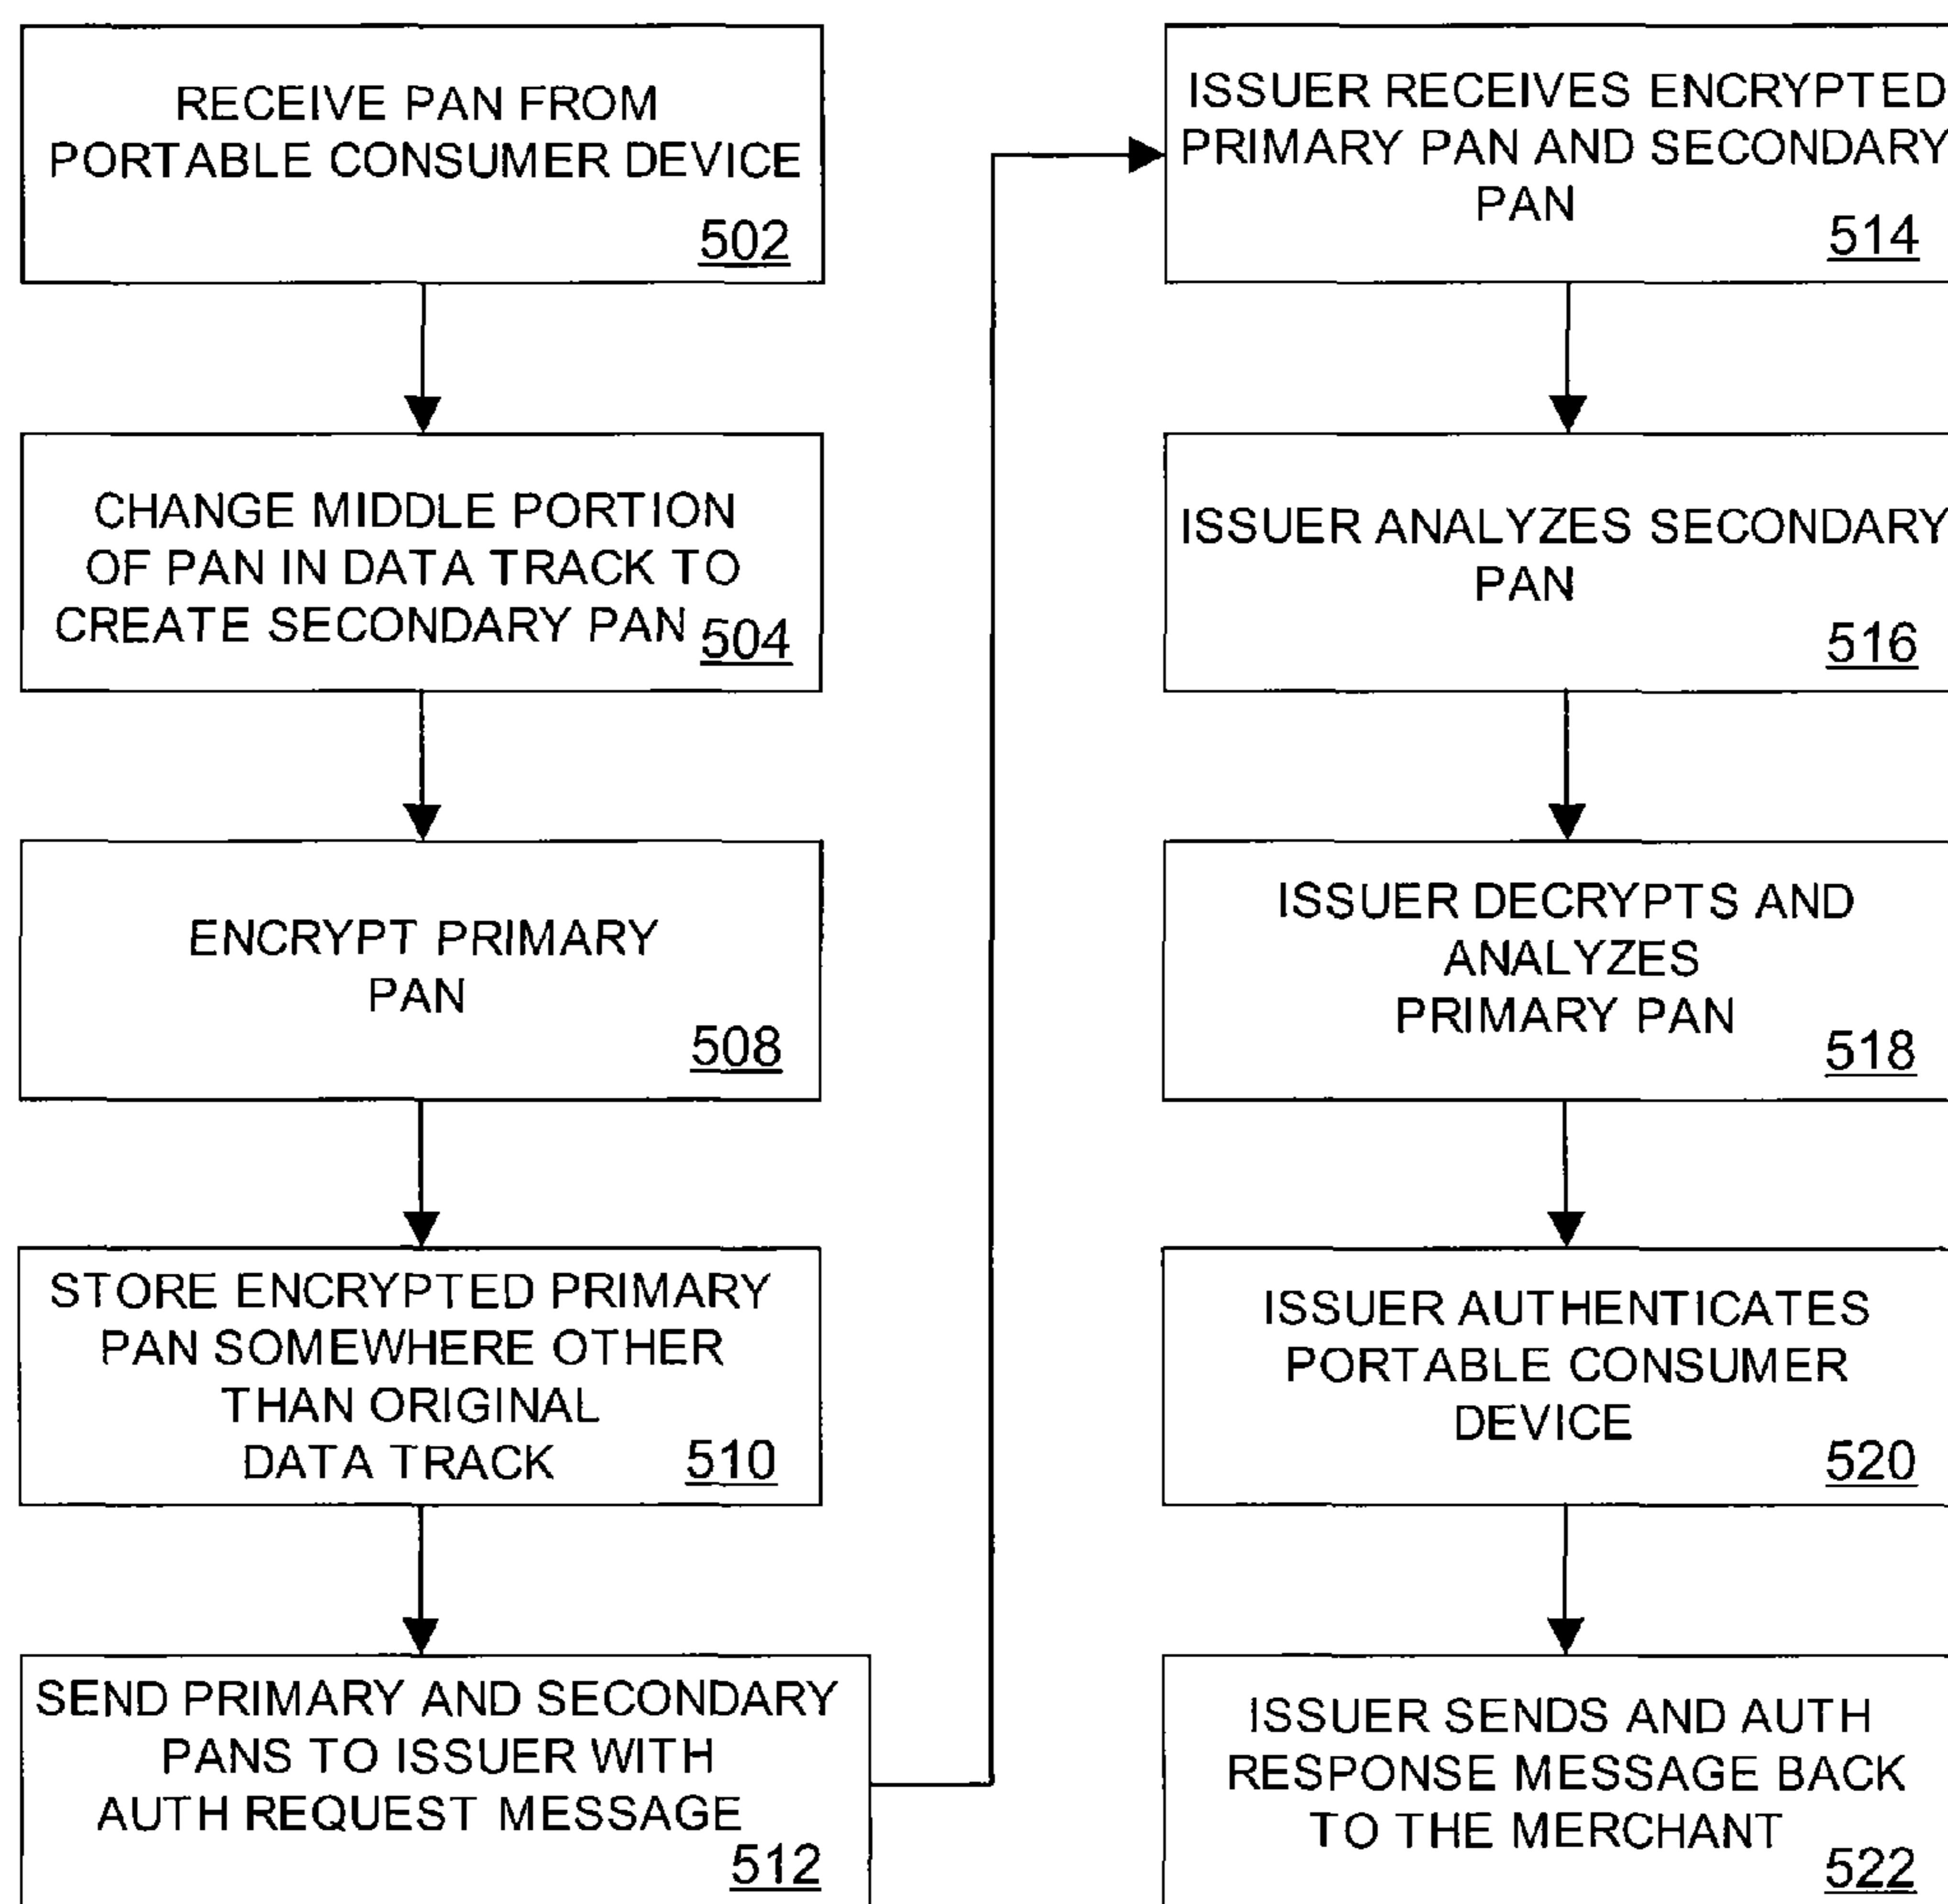 RECEIVE PAN FROM
PORTABLE CONSUMER DEVICE
502
CHANGE MIDDLE PORTION
OF PAN IN DATA TRACK TO
CREATE SECONDARY PAN 504
ENCRYPT PRIMARY
PAN
508
STORE ENCRYPTED PRIMARY
PAN SOMEWHERE OTHER
THAN ORIGINAL
DATA TRACK 510
SEND PRIMARY AND SECONDARY
PANS TO ISSUER WITH
AUTH REQUEST MESSAGE
512
ISSUER RECEIVES ENCRYPTED
PRIMARY PAN AND SECONDARY
PAN
514
ISSUER ANALYZES SECONDARY
PAN
516
ISSUER DECRYPTS AND
ANALYZES
PRIMARY PAN
518
ISSUER AUTHENTICATES
PORTABLE CONSUMER
DEVICE
520
ISSUER SENDS AND AUTH
RESPONSE MESSAGE BACK
TO THE MERCHANT
522